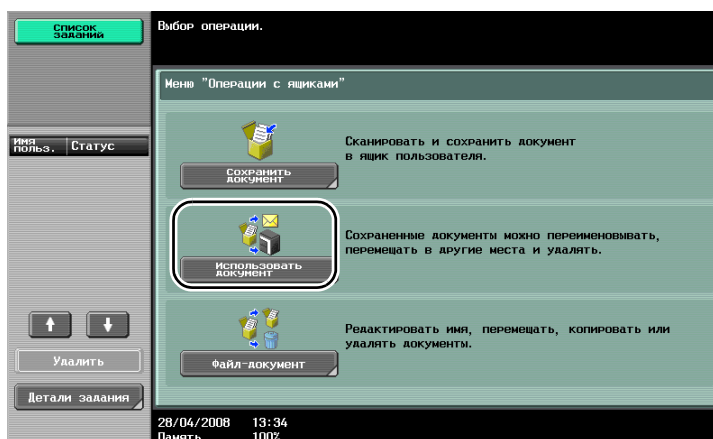 Список
заданий
Выбор операции.
Меню "Операции с ящиками"
Имя
польз.
Статус
Сканировать и сохранить документ
в ящик пользователя.
Сохранить
документ
Сохраненные документы можно переименовывать,
перемещать в другие места и удалять.
Использовать
документ
Редактировать имя, перемещать, копировать или
удалять документы.
Файл-документ
Удалить
Детали задания
28/04/2008 13:34
Память 100%